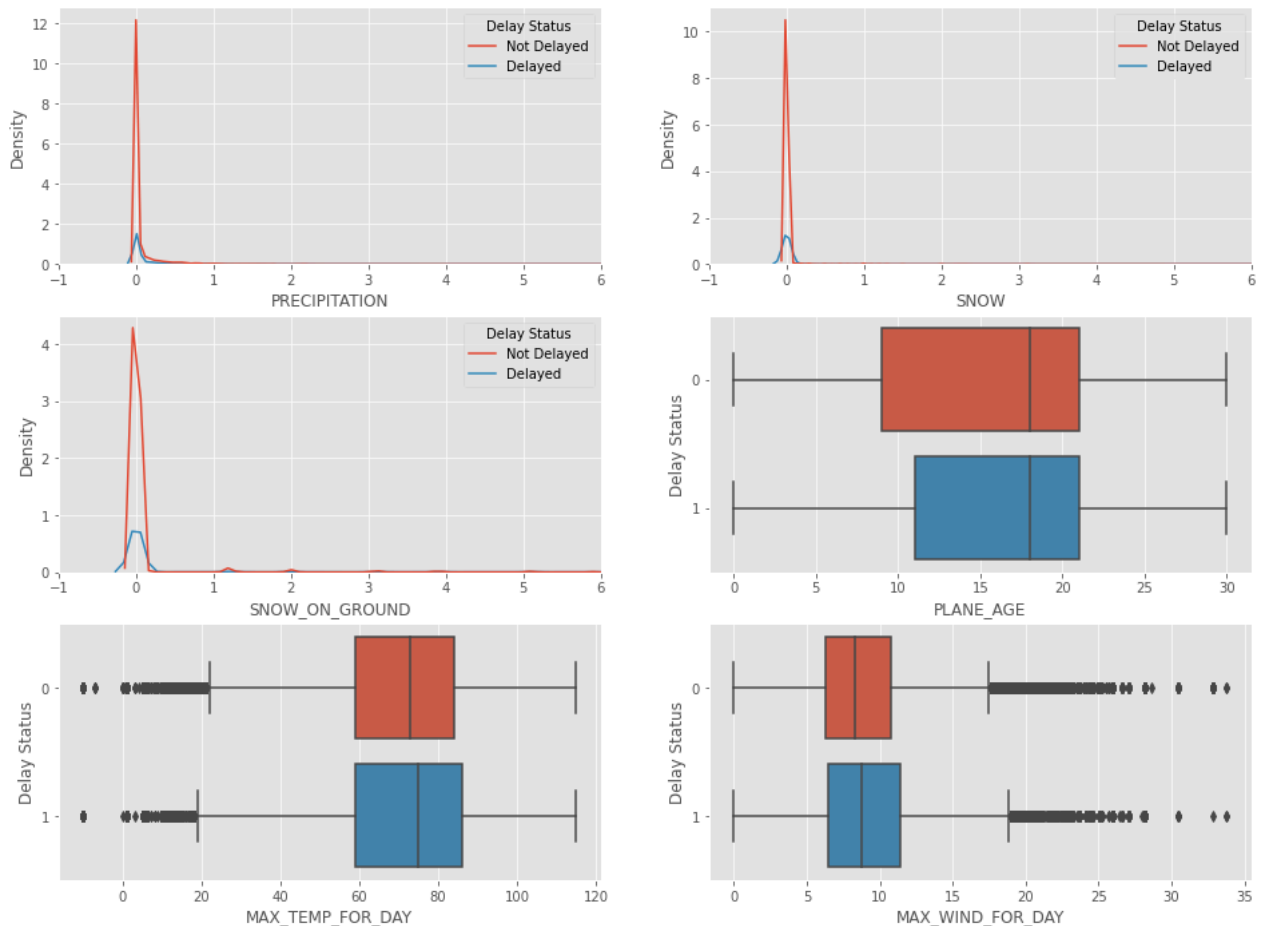 12
10
8
6
4
2
0
Density
Delay Status
Not Delayed
Delayed
−1 0 1 2 3 4 5 6
PRECIPITATION
10
8
6
4
2
0
Density
Delay Status
Not Delayed
Delayed
−1 0 1 2 3 4 5 6
SNOW
4
3
2
1
0
Density
Delay Status
Not Delayed
Delayed
−1 0 1 2 3 4 5 6
SNOW_ON_GROUND
0
1
Delay Status
0 5 10 15 20 25 30
PLANE_AGE
0
1
Delay Status
0 20 40 60 80 100 120
MAX_TEMP_FOR_DAY
0
1
Delay Status
0 5 10 15 20 25 30 35
MAX_WIND_FOR_DAY